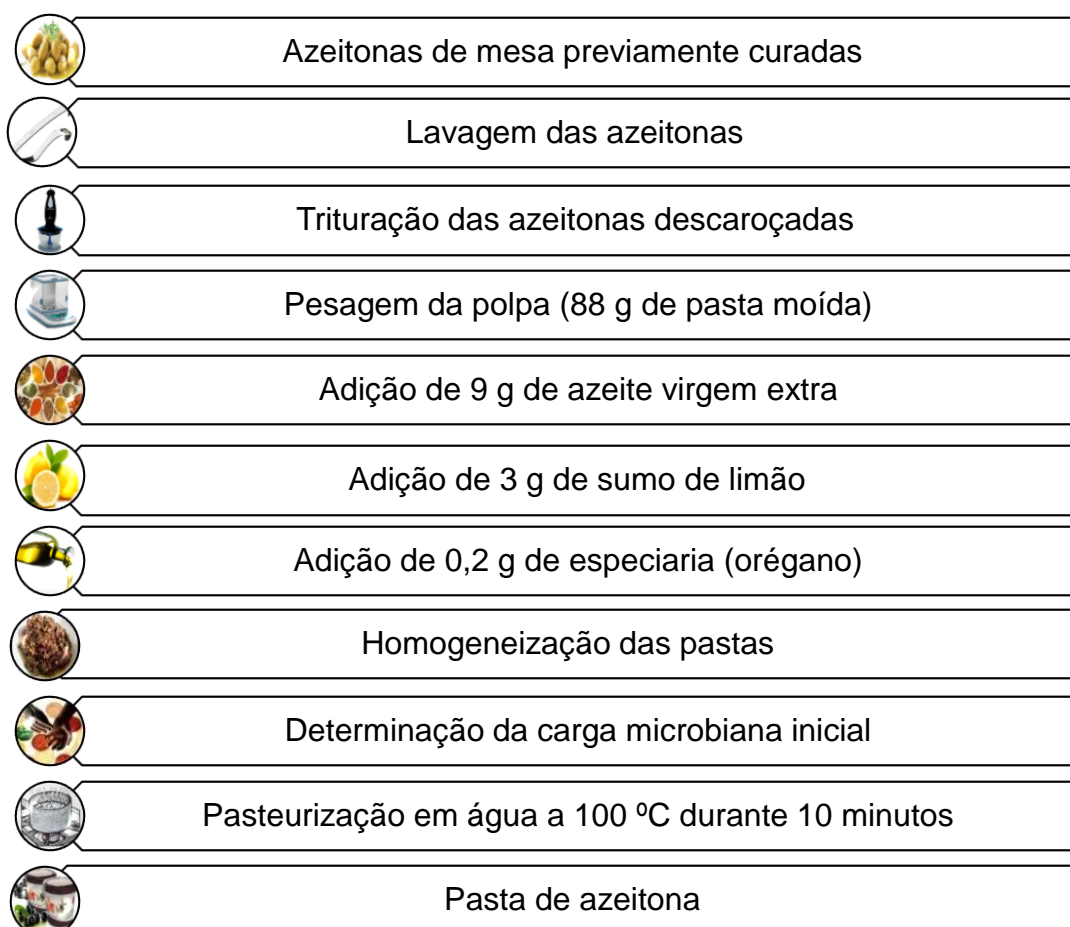 Azeitonas de mesa previamente curadas
Lavagem das azeitonas
Trituração das azeitonas descaroçadas
Pesagem da polpa (88 g de pasta moída)
Adição de 9 g de azeite virgem extra
Adição de 3 g de sumo de limão
Adição de 0,2 g de especiaria (orégano)
Homogeneização das pastas
Determinação da carga microbiana inicial
Pasteurização em água a 100 ºC durante 10 minutos
Pasta de azeitona